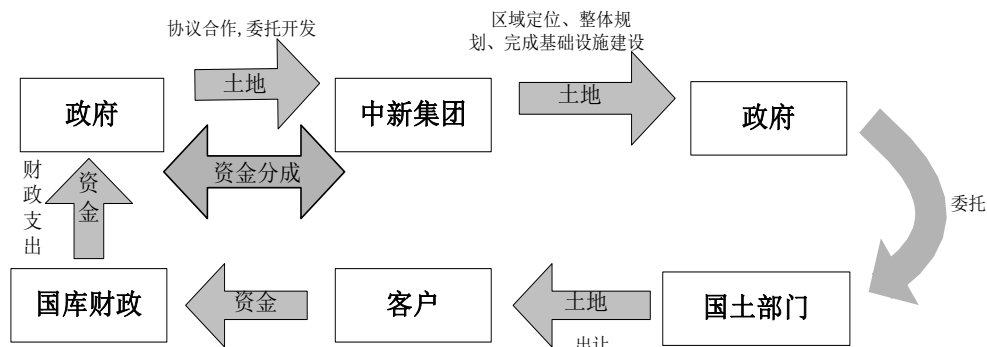 协议合作,委托开发
区域定位、整体规
划、完成基础设施建设
土地
土地
政府
中新集团
政府
资金分成
财
政
支
出
资
金
委托
国库财政
资金
客户
土地
国土部门
出让